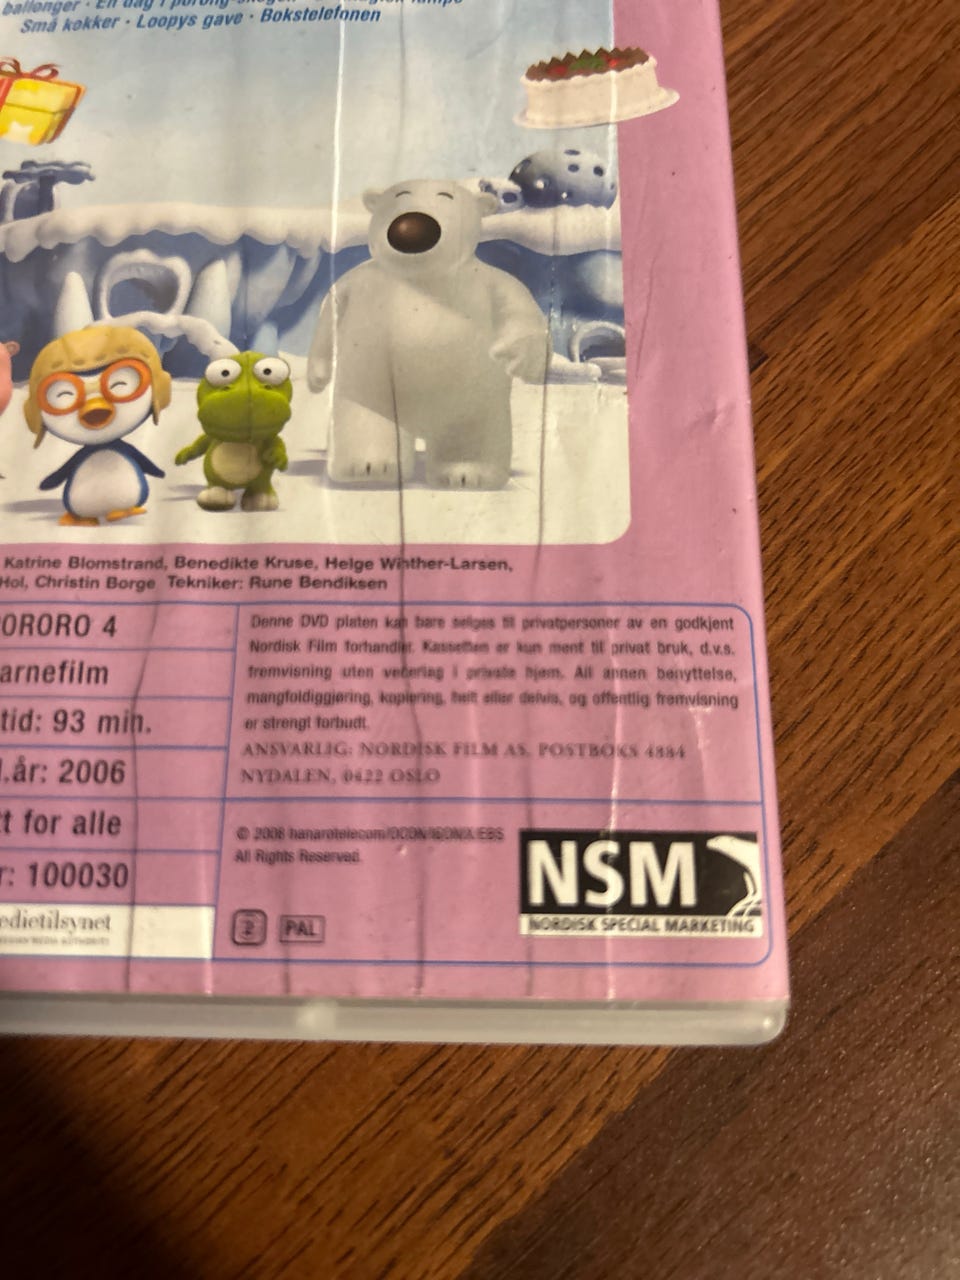 ballonger · En dag i
Små kokker · Loopys gave · Bokstelefonen
Katrine Blomstrand, Benedikte Kruse, Helge Winther-Larsen,
Hol, Christin Borge Tekniker: Rune Bendiksen
ORORO 4
arnefilm
tid: 93 min.
.år: 2006
t for alle
r: 100030
edietilsynet
Denne DVD platen kan bare selges til privatpersoner av en godkjent
Nordisk Film forhandler. Kassetten er kun ment til privat bruk, d.v.s.
fremvisning uten vederlag i private hjem. All annen benyttelse,
mangfoldiggjøring, kopiering, helt eller delvis, og offentlig fremvisning
er strengt forbudt.
ANSVARLIG: NORDISK FILM AS. POSTBOKS 4884
NYDALEN, 0422 OSLO
© 2006 hanarotelecom/OCON/ICONIX/EBS
All Rights Reserved.
2 PAL
NSM
NORDISK SPECIAL MARKETING